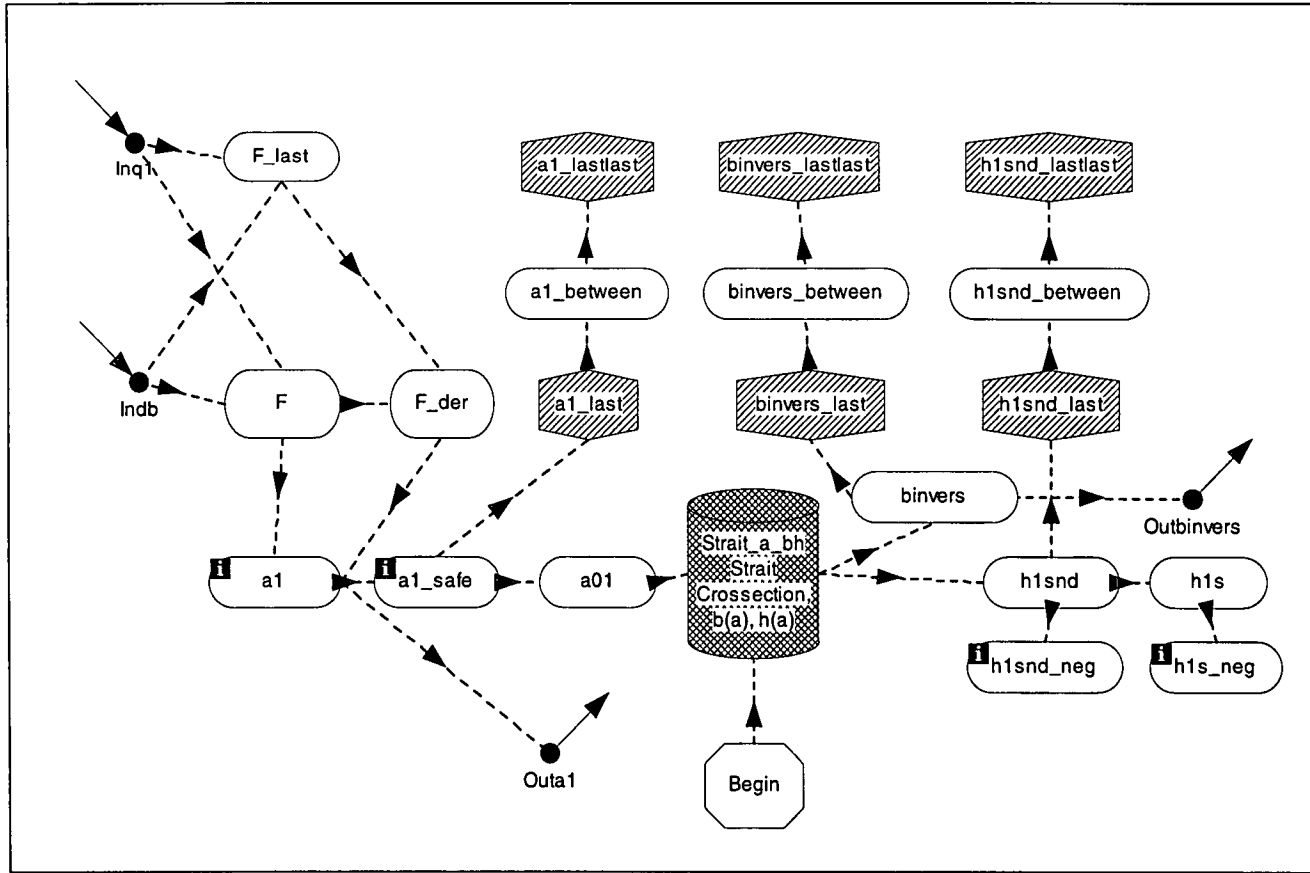 F_last
Inq1
a1_lastlast
binvers_lastlast
h1snd_lastlast
a1_between
binvers_between
h1snd_between
Indb
F
F_der
a1_last
binvers_last
h1snd_last
binvers
Outbinvers
i a1
i a1_safe
a01
Strait_a_bh
Strait
Crossection,
b(a), h(a)
h1snd
h1s
i h1snd_neg
i h1s_neg
Outa1
Begin